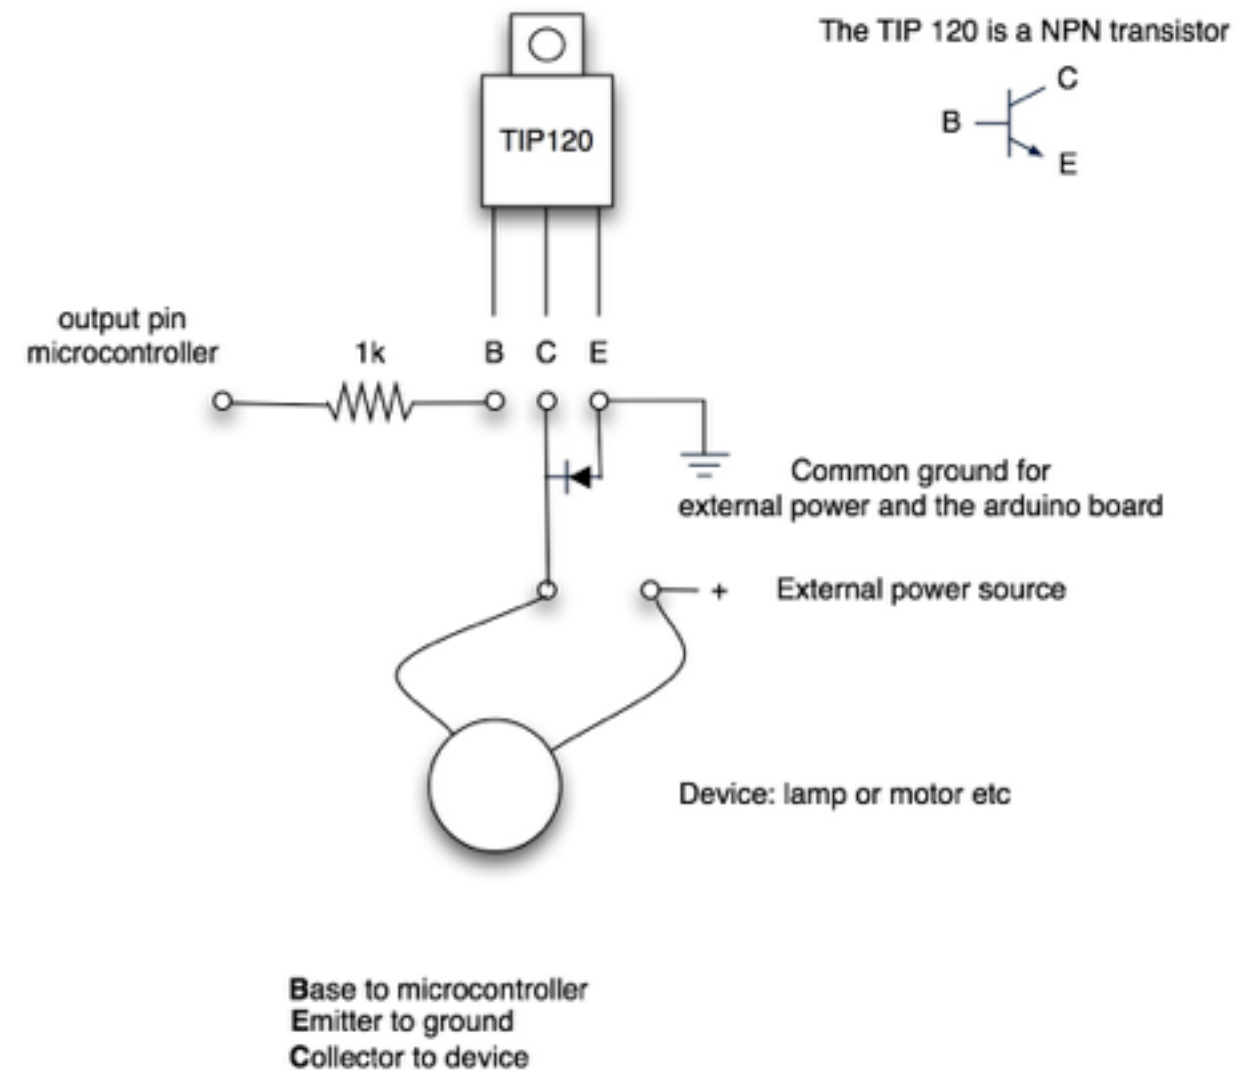 The TIP 120 is a NPN transistor
C
B
E
TIP120
output pin
microcontroller
1k
B C E
Common ground for
external power and the arduino board
+ External power source
Device: lamp or motor etc
Base to microcontroller
Emitter to ground
Collector to device